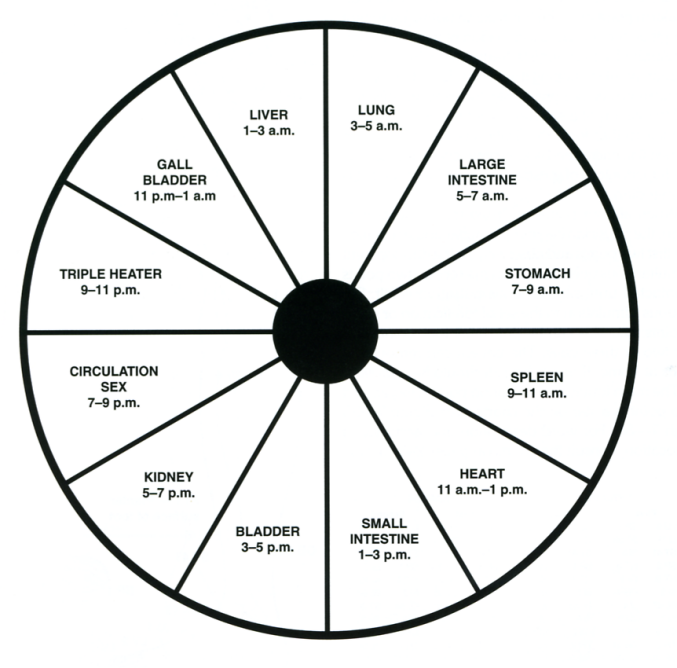 LUNG
3–5 a.m.
LARGE
INTESTINE
5–7 a.m.
STOMACH
7–9 a.m.
SPLEEN
9–11 a.m.
HEART
11 a.m.–1 p.m.
SMALL
INTESTINE
1–3 p.m.
BLADDER
3–5 p.m.
KIDNEY
5–7 p.m.
CIRCULATION
SEX
7–9 p.m.
TRIPLE HEATER
9–11 p.m.
GALL
BLADDER
11 p.m–1 a.m
LIVER
1–3 a.m.